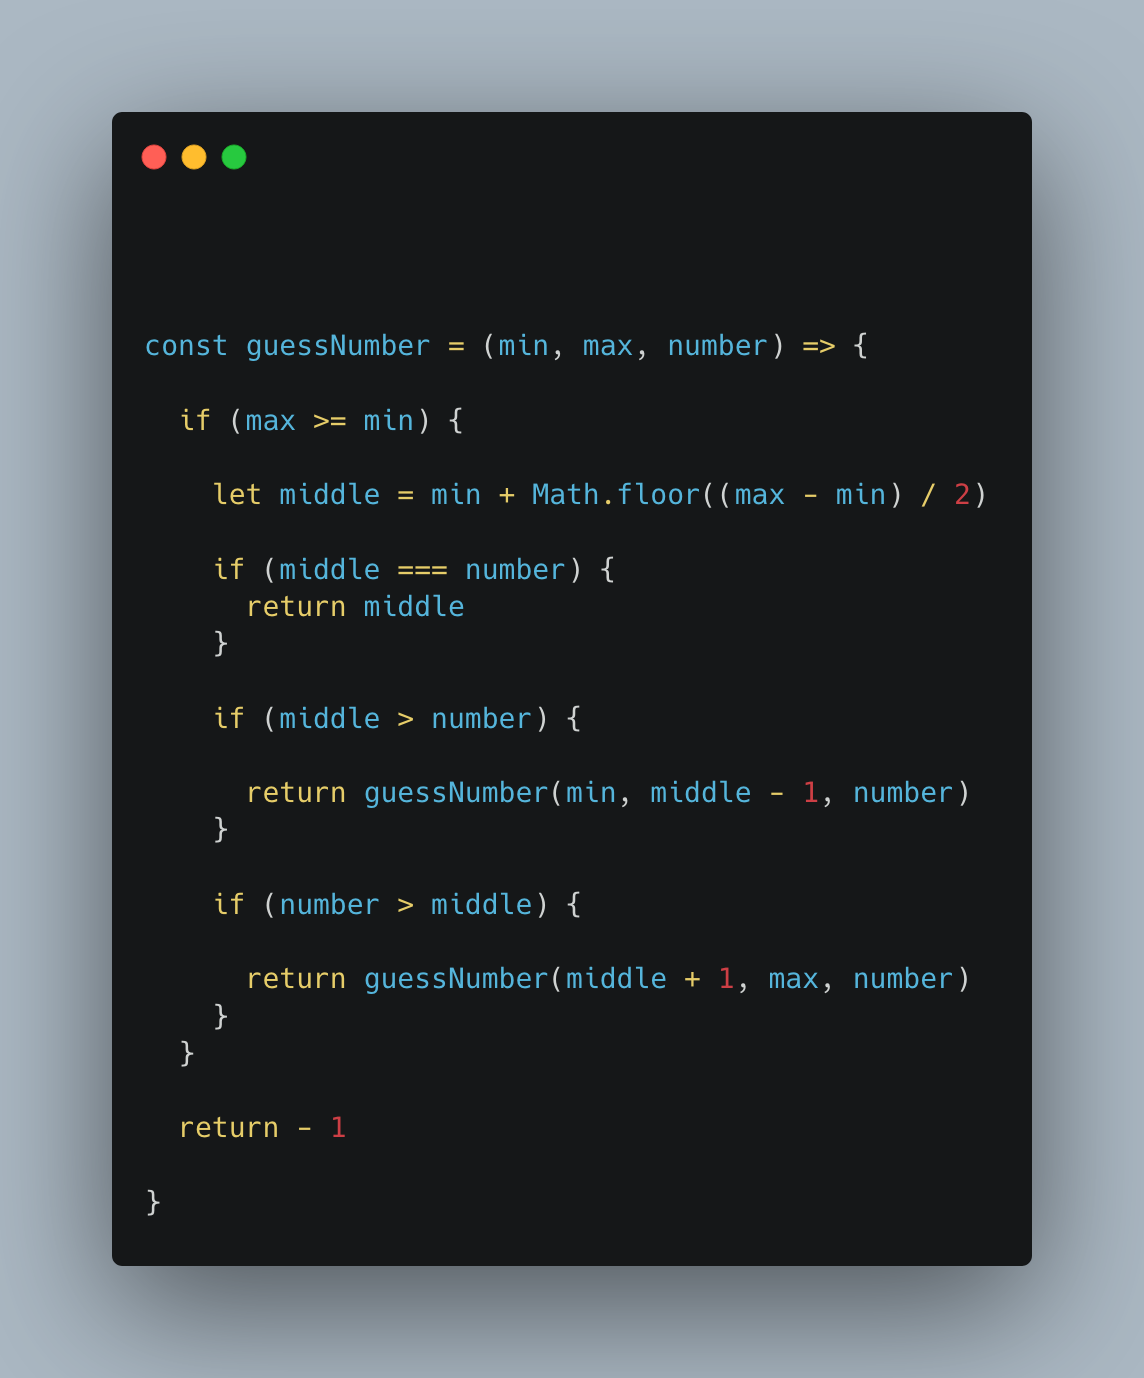 const guessNumber = (min, max, number) => {
  if (max >= min) {
    let middle = min + Math.floor((max - min) / 2)
    if (middle === number) {
      return middle
    }
    if (middle > number) {
      return guessNumber(min, middle - 1, number)
    }
    if (number > middle) {
      return guessNumber(middle + 1, max, number)
    }
  }
  return - 1
}